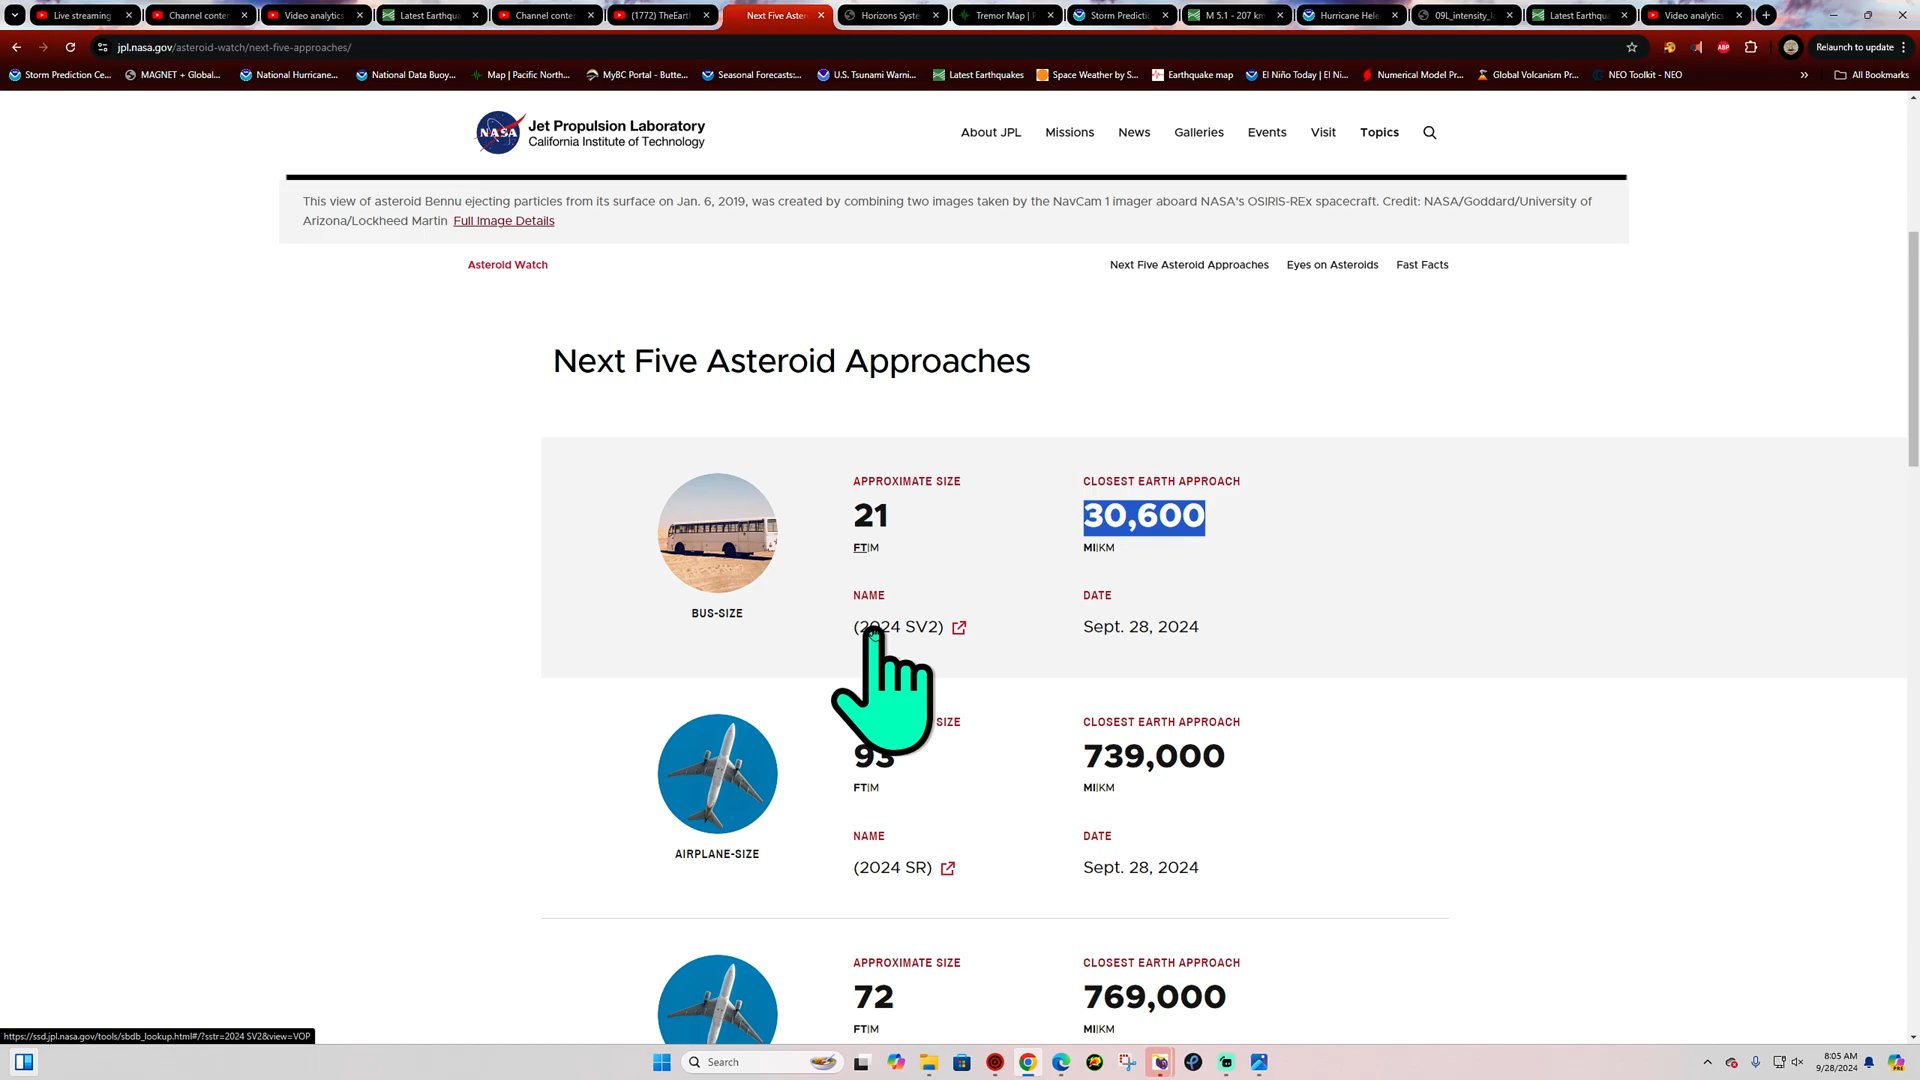 Live streaming
Channel conter
Video analytics
Latest Earthqua
Channel conte
(1772) TheEart
Next Five Aster
Horizons Syste
Tremor Map | P
Storm Predictic
M 5.1 - 207 km
Hurricane Hele
09L_intensity_l
Latest Earthqu
Video analytics
jpl.nasa.gov/asteroid-watch/next-five-approaches/
ABP
Relaunch to update
Storm Prediction Ce...
MAGNET + Global...
National Hurricane...
National Data Buoy...
Map | Pacific North...
MyBC Portal - Butte...
Seasonal Forecasts:...
U.S. Tsunami Warni...
Latest Earthquakes
Space Weather by S...
Earthquake map
El Niño Today | El Ni...
Numerical Model Pr...
Global Volcanism Pr...
NEO Toolkit - NEO
All Bookmarks
NASA
Jet Propulsion Laboratory
California Institute of Technology
About JPL
Missions
News
Galleries
Events
Visit
Topics
This view of asteroid Bennu ejecting particles from its surface on Jan. 6, 2019, was created by combining two images taken by the NavCam 1 imager aboard NASA's OSIRIS-REx spacecraft. Credit: NASA/Goddard/University of
Arizona/Lockheed Martin Full Image Details
Asteroid Watch
Next Five Asteroid Approaches
Eyes on Asteroids
Fast Facts
Next Five Asteroid Approaches
BUS-SIZE
APPROXIMATE SIZE
21
FT|M
CLOSEST EARTH APPROACH
30,600
MI|KM
NAME
(2024 SV2)
DATE
Sept. 28, 2024
AIRPLANE-SIZE
SIZE
93
FT|M
CLOSEST EARTH APPROACH
739,000
MI|KM
NAME
(2024 SR)
DATE
Sept. 28, 2024
APPROXIMATE SIZE
72
FT|M
CLOSEST EARTH APPROACH
769,000
MI|KM
https://ssd.jpl.nasa.gov/tools/sbdb_lookup.html#/?sstr=2024 SV2&view=VOP
Search
8:05 AM
9/28/2024